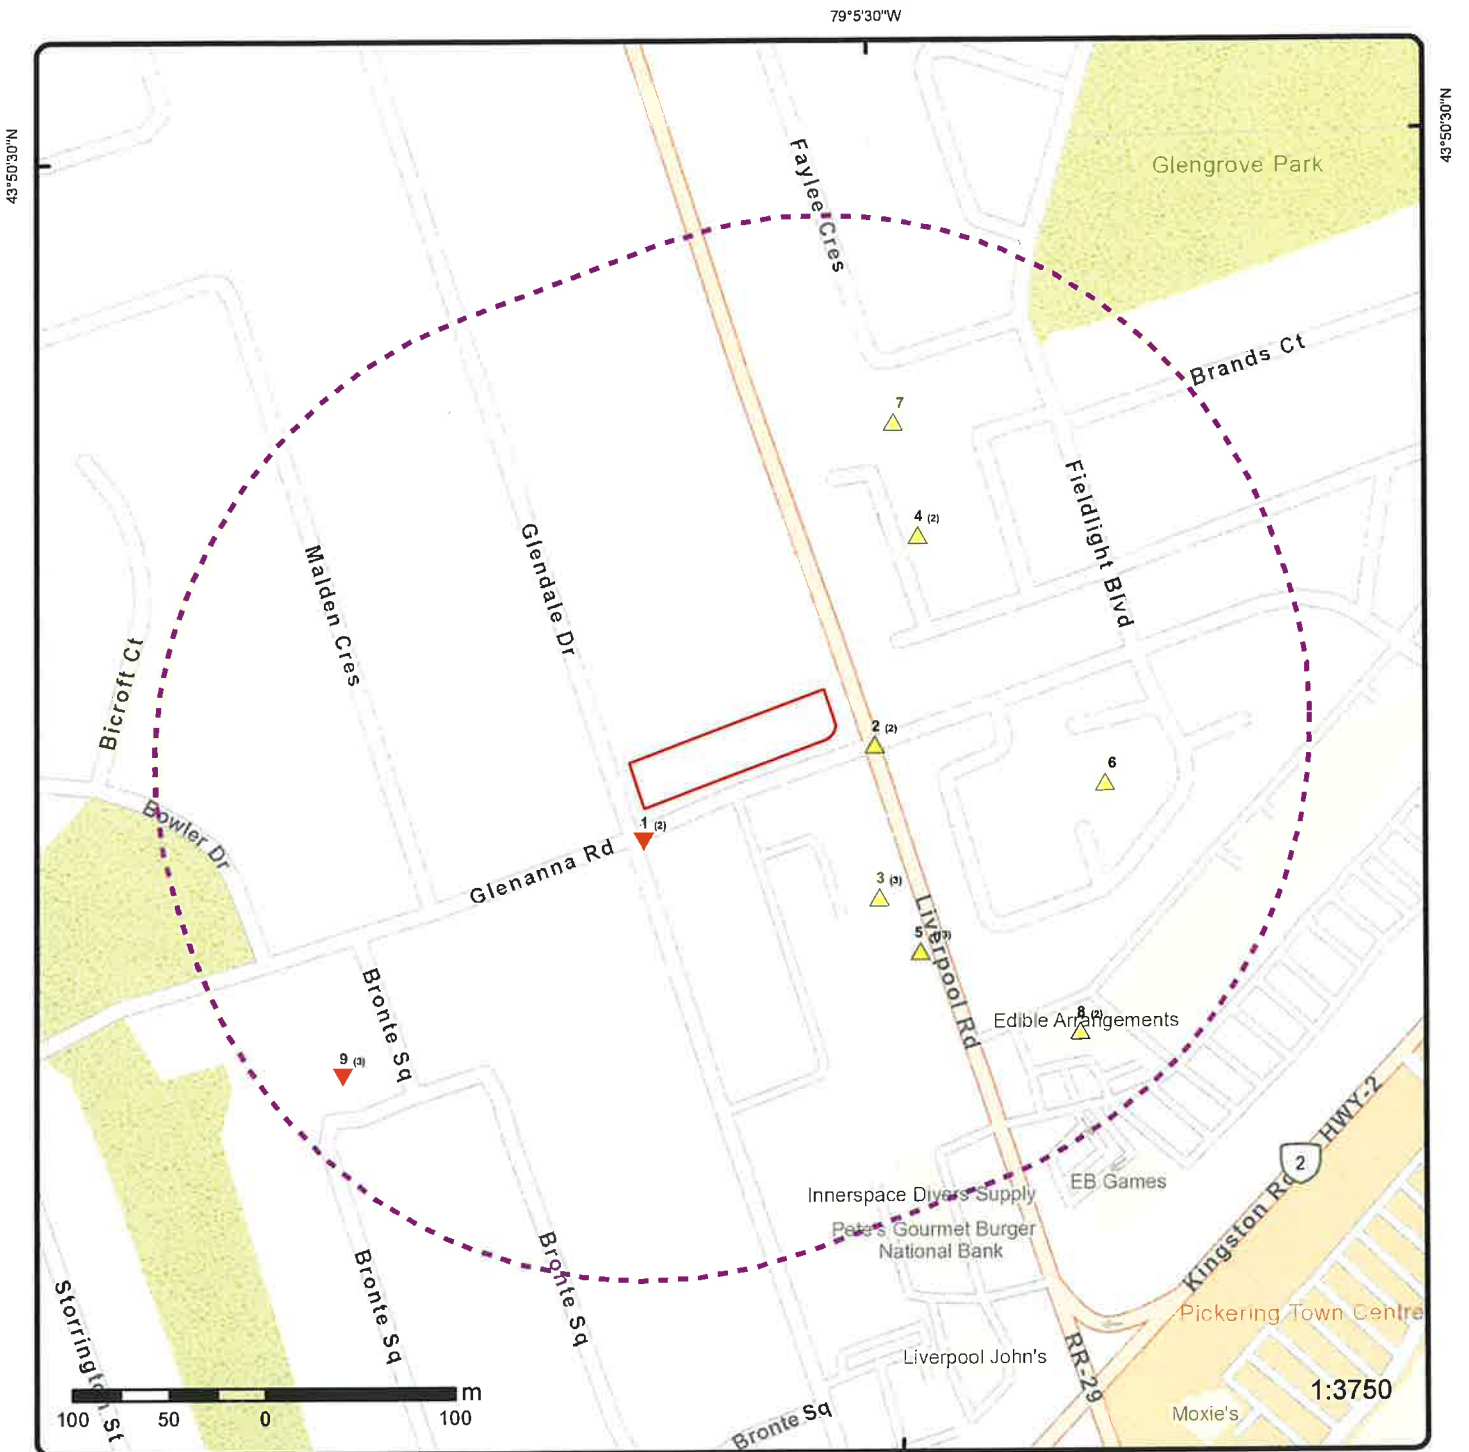 79°5'30"W
43°50'30"N
43°50'30"N
Glengrove Park
Faylee Cres
Brands Ct
7
Fieldlight Blvd
4 (2)
Glendale Dr
Malden Cres
Bicroft Ct
2 (2)
6
Bowler Dr
1 (2)
Glenanna Rd
3 (3)
Liverpool Rd
5
Bronte Sq
8 (2)
Edible Arrangements
9 (3)
HWY-2
2
EB Games
Innerspace Divers Supply
Kingston Rd
Pete's Gourmet Burger
National Bank
Bronte Sq
Bronte Sq
Storrington St
Pickering Town Centre
Liverpool John's
RR-29
1:3750
m
100 50 0 100
Moxie's
Bronte Sq